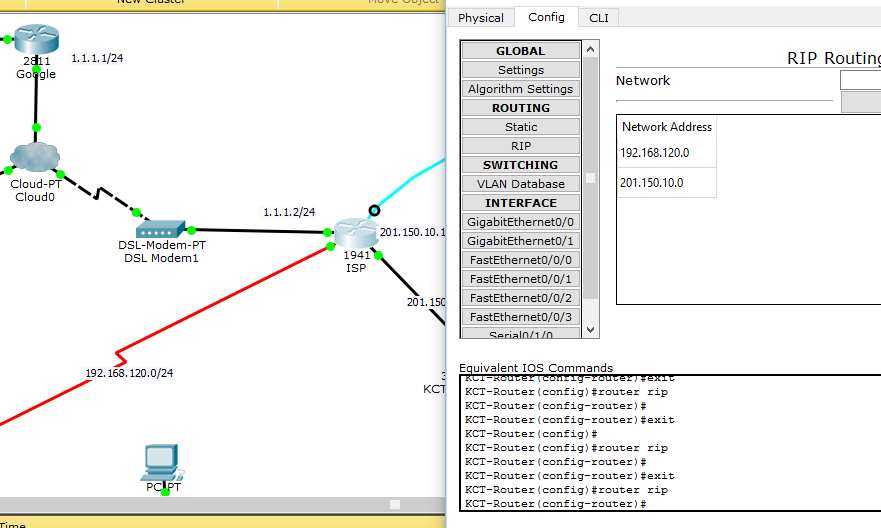 New Cluster
Move Object
1.1.1.1/24
2811
Google
Cloud-PT
Cloud0
DSL-Modem-PT
DSL Modem1
1.1.1.2/24
201.150.10.1
1941
ISP
201.150
192.168.120.0/24
KCT
PC-PT
Time
Physical
Config
CLI
GLOBAL
Settings
Algorithm Settings
ROUTING
Static
RIP
SWITCHING
VLAN Database
INTERFACE
GigabitEthernet0/0
GigabitEthernet0/1
FastEthernet0/0/0
FastEthernet0/0/1
FastEthernet0/0/2
FastEthernet0/0/3
Serial0/1/0
RIP Routing
Network
Network Address
192.168.120.0
201.150.10.0
Equivalent IOS Commands
KCT-Router(config-router)#exit
KCT-Router(config)#router rip
KCT-Router(config-router)#
KCT-Router(config-router)#exit
KCT-Router(config)#
KCT-Router(config)#router rip
KCT-Router(config-router)#
KCT-Router(config-router)#exit
KCT-Router(config)#router rip
KCT-Router(config-router)#